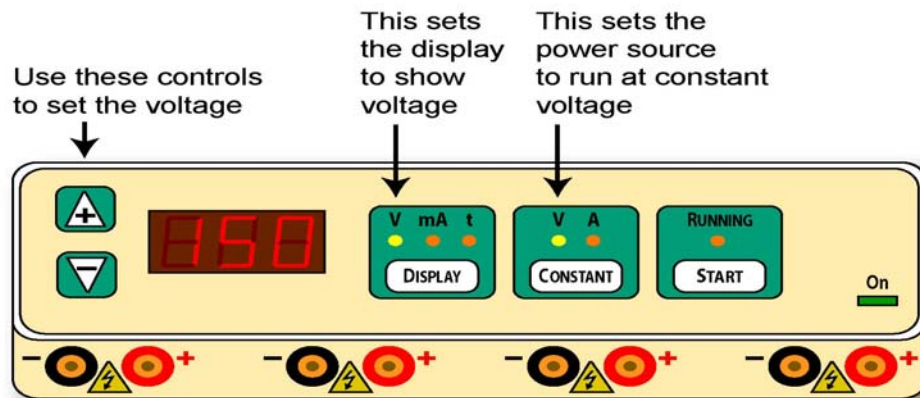 This sets
the display
to show
voltage
This sets the
power source
to run at constant
voltage
Use these controls
to set the voltage
+
−
150
V mA t
DISPLAY
V A
CONSTANT
RUNNING
START
On
− + − + − + − +